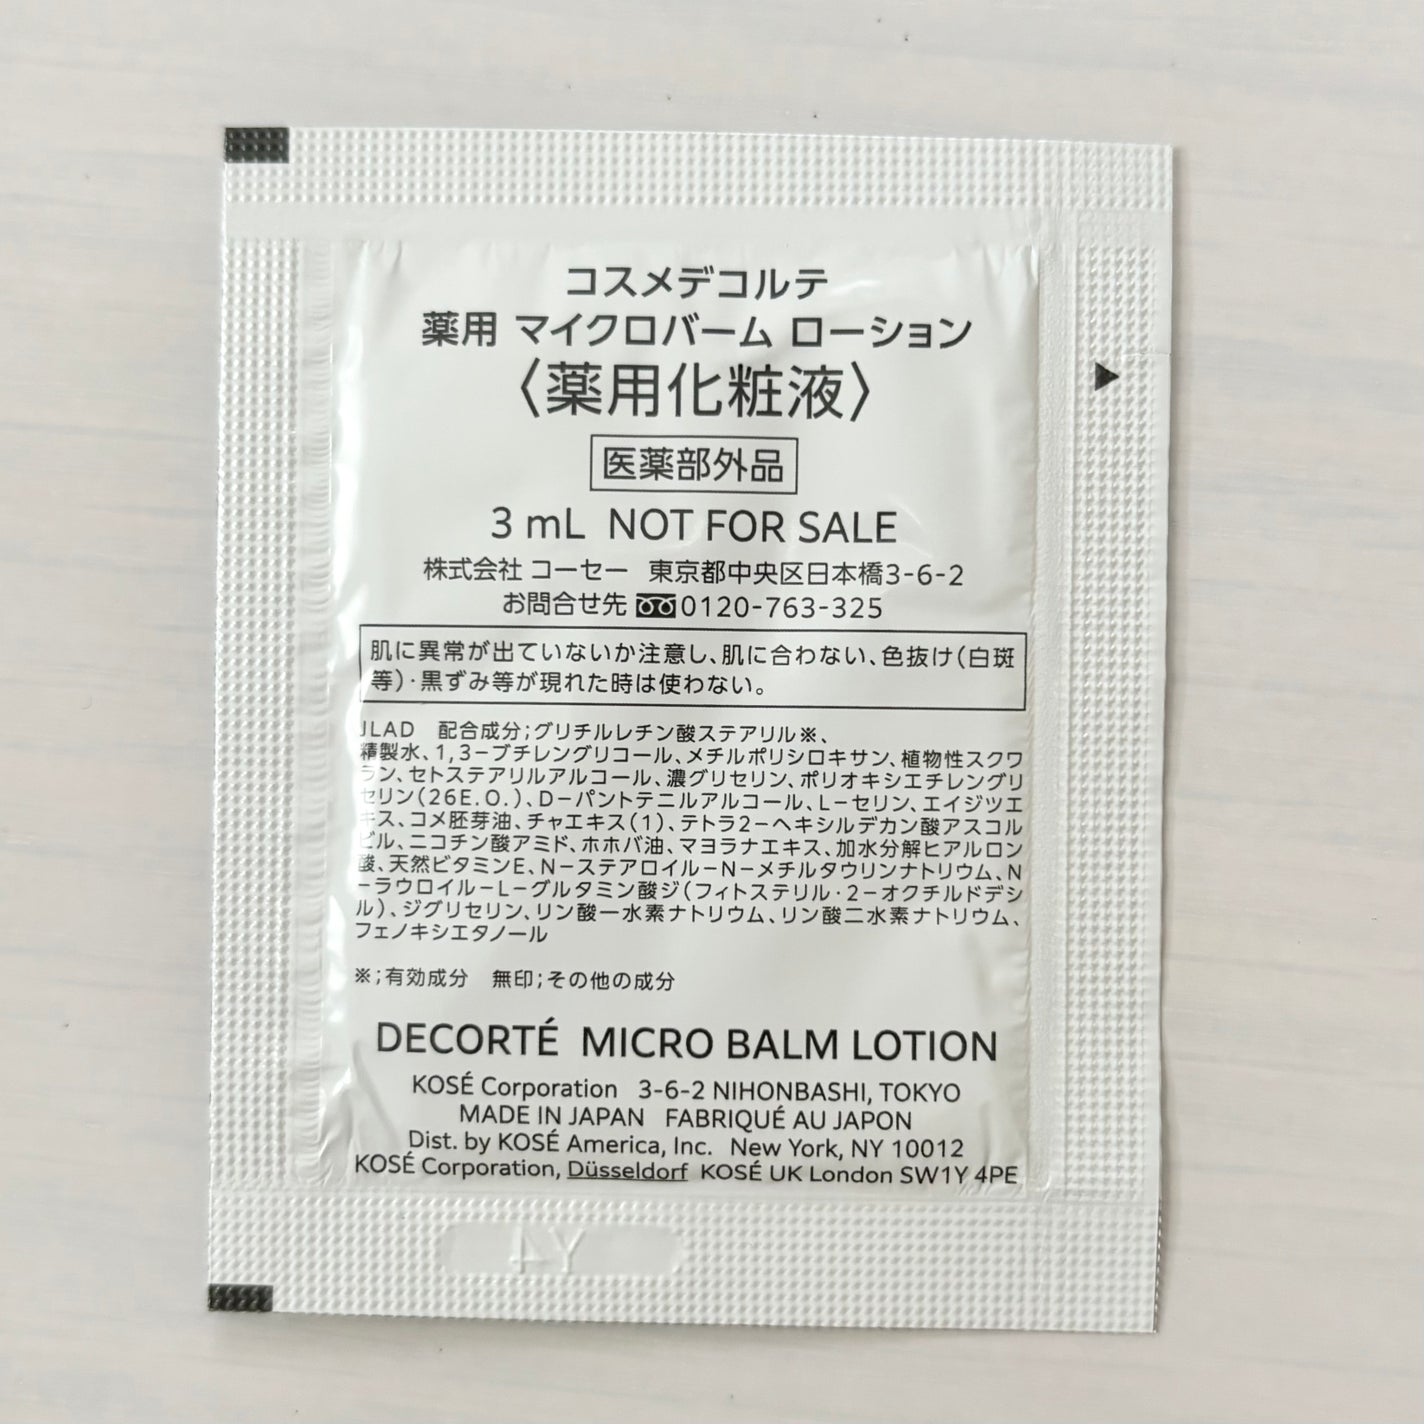 コスメデコルテ
薬用 マイクロバーム ローション
〈薬用化粧液〉
医薬部外品
3 mL NOT FOR SALE
株式会社 コーセー 東京都中央区日本橋3-6-2
お問合せ先 0120-763-325
肌に異常が出ていないか注意し、肌に合わない、色抜け(白斑
等)・黒ずみ等が現れた時は使わない。
JLAD 配合成分;グリチルレチン酸ステアリル※、
精製水、1,3-ブチレングリコール、メチルポリシロキサン、植物性スクワ
ラン、セトステアリルアルコール、濃グリセリン、ポリオキシエチレングリ
セリン(26E.O.)、D-パントテニルアルコール、L-セリン、エイジツエ
キス、コメ胚芽油、チャエキス(1)、テトラ2-ヘキシルデカン酸アスコル
ビル、ニコチン酸アミド、ホホバ油、マヨラナエキス、加水分解ヒアルロン
酸、天然ビタミンE、N-ステアロイル-N-メチルタウリンナトリウム、N
-ラウロイル-L-グルタミン酸ジ(フィトステリル・2-オクチルドデシ
ル)、ジグリセリン、リン酸一水素ナトリウム、リン酸二水素ナトリウム、
フェノキシエタノール
※;有効成分 無印;その他の成分
DECORTÉ MICRO BALM LOTION
KOSÉ Corporation 3-6-2 NIHONBASHI, TOKYO
MADE IN JAPAN FABRIQUÉ AU JAPON
Dist. by KOSÉ America, Inc. New York, NY 10012
KOSÉ Corporation, Düsseldorf KOSÉ UK London SW1Y 4PE
4Y